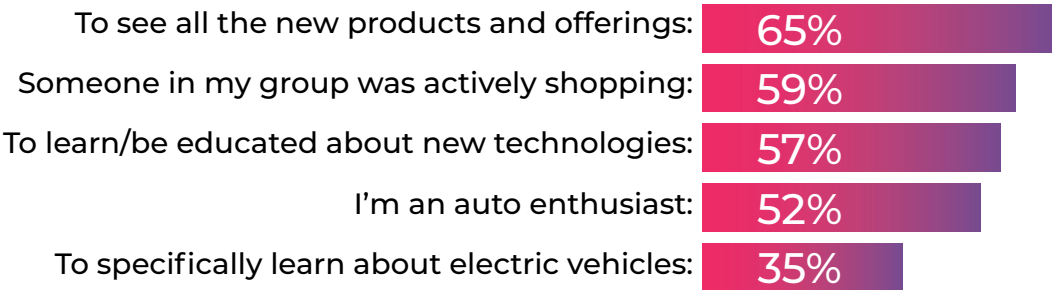 To see all the new products and offerings: 65%
Someone in my group was actively shopping: 59%
To learn/be educated about new technologies: 57%
I’m an auto enthusiast: 52%
To specifically learn about electric vehicles: 35%